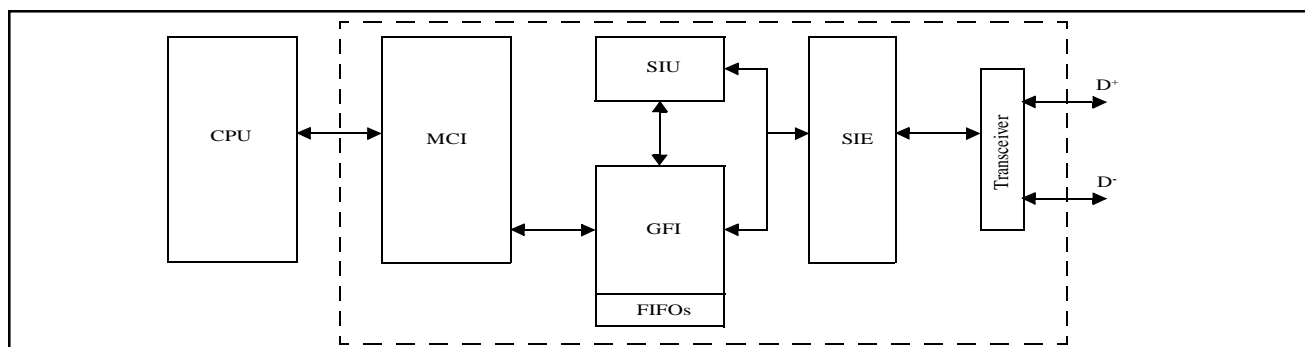 CPU
MCI
SIU
GFI
FIFOs
SIE
Transceiver
D+
D-